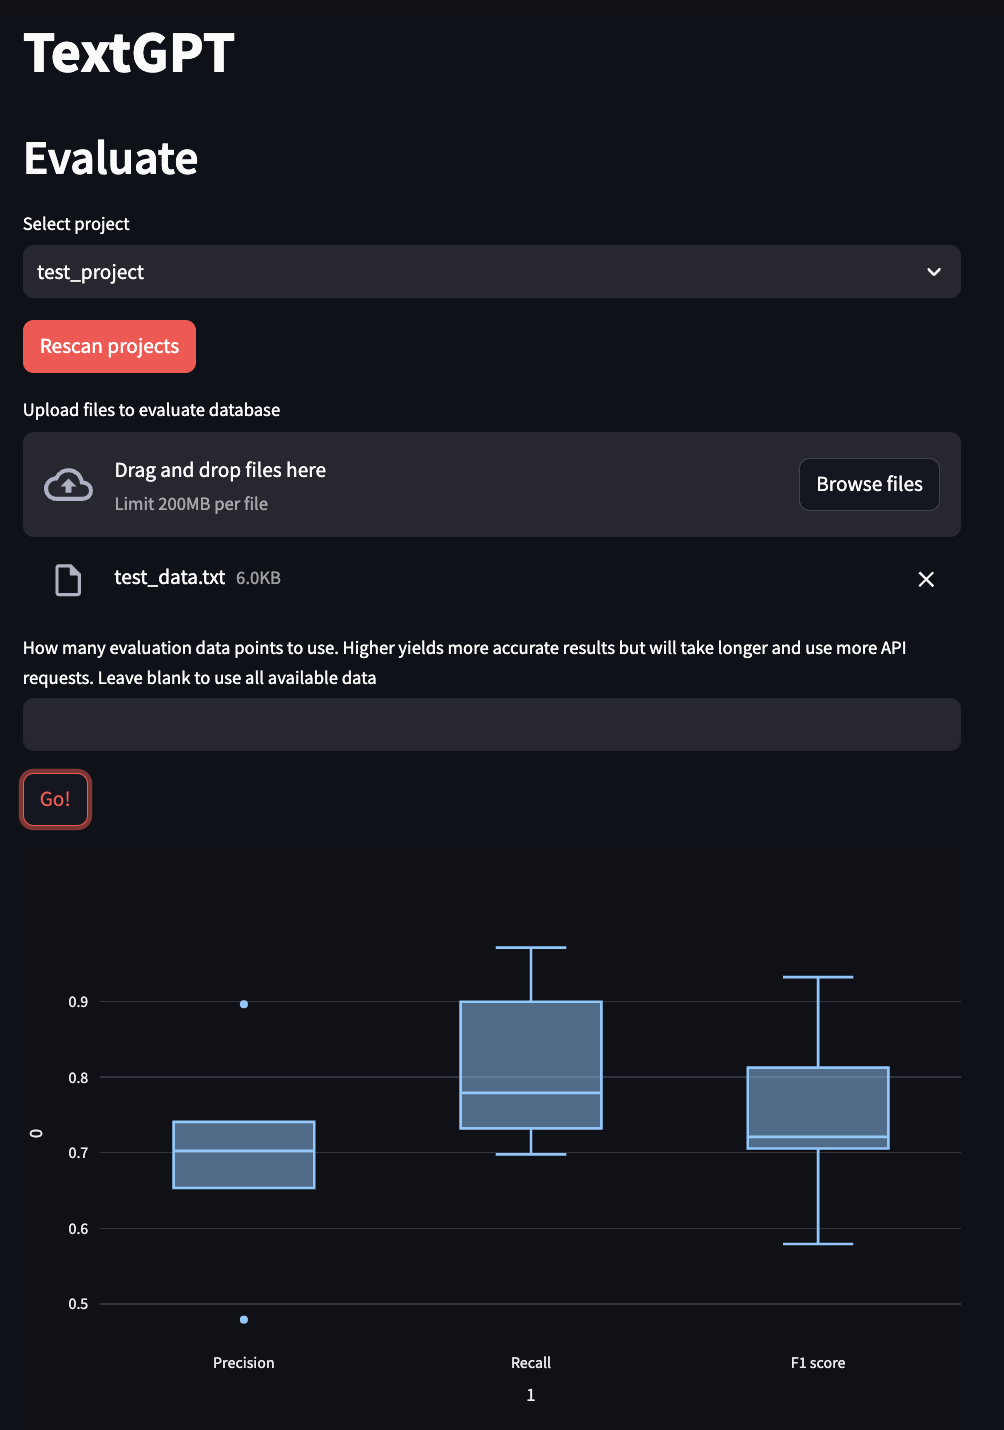 TextGPT
Evaluate
Select project
test_project
Rescan projects
Upload files to evaluate database
Drag and drop files here
Limit 200MB per file
Browse files
test_data.txt 6.0KB
How many evaluation data points to use. Higher yields more accurate results but will take longer and use more API
requests. Leave blank to use all available data
Go!
0.9
0.8
0
0.7
0.6
0.5
Precision Recall F1 score
1